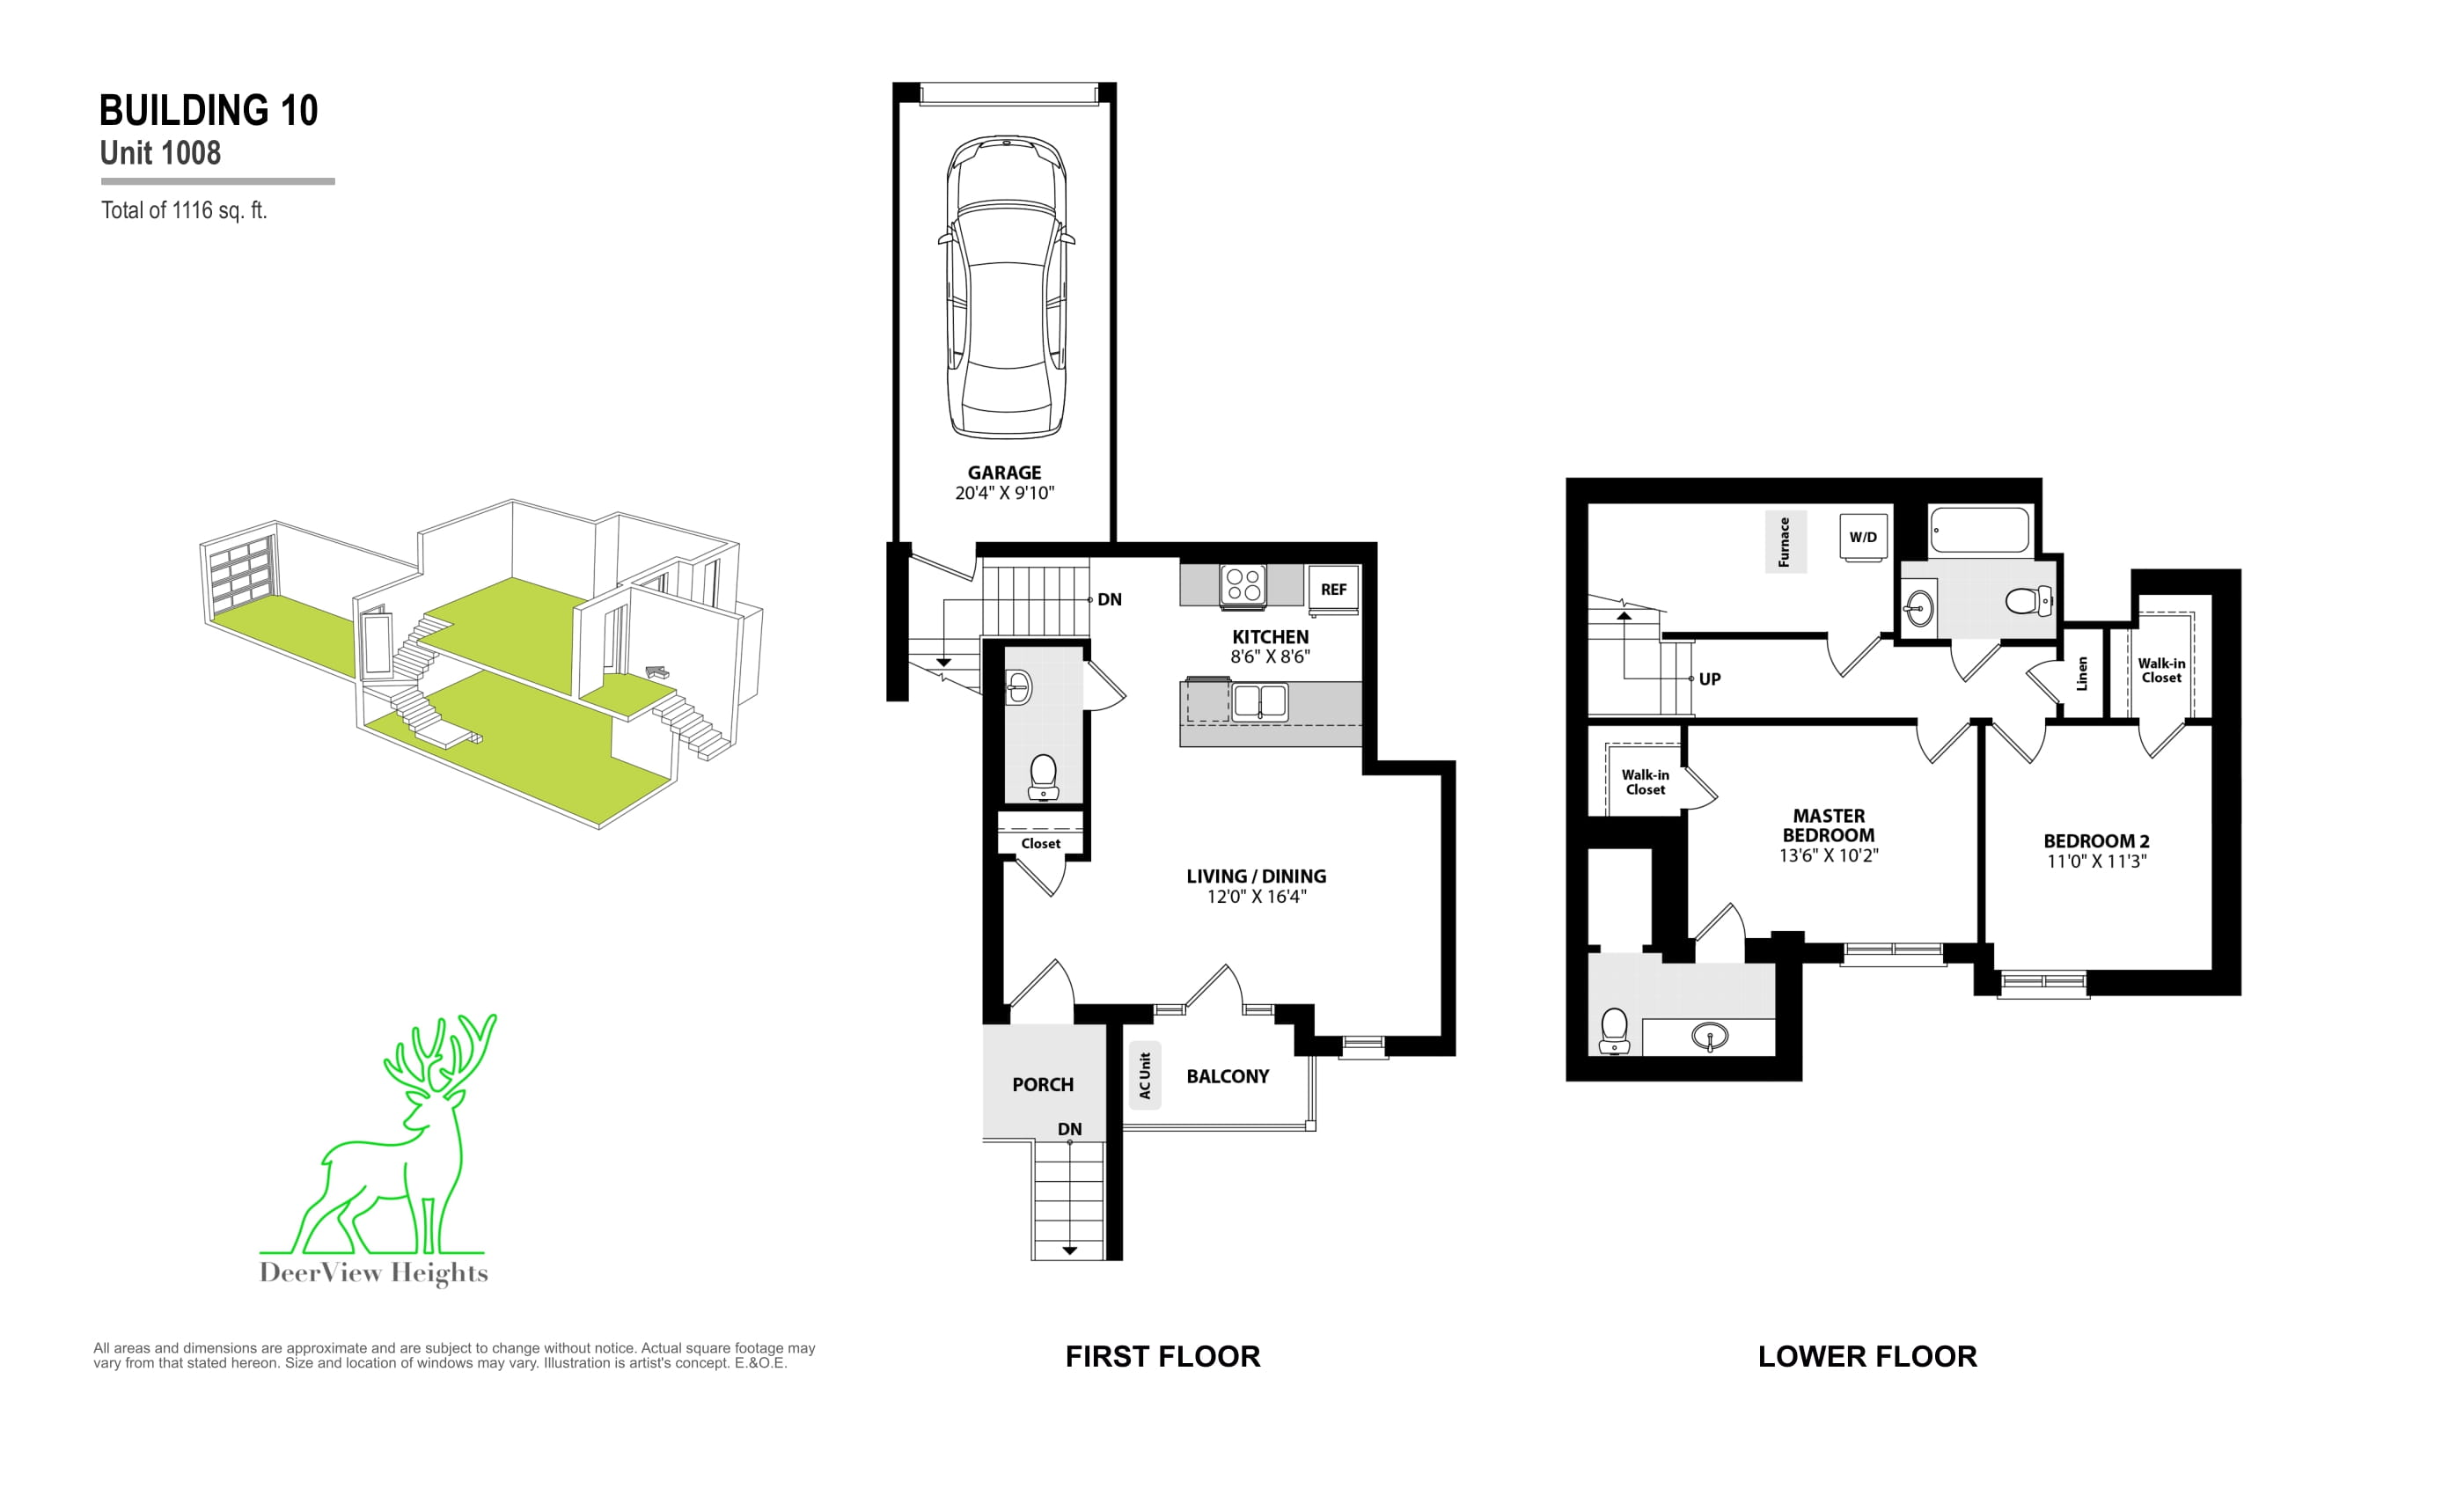 BUILDING 10
Unit 1008
Total of 1116 sq. ft.
GARAGE
20'4" X 9'10"
DN
REF
KITCHEN
8'6" X 8'6"
Closet
LIVING / DINING
12'0" X 16'4"
PORCH
DN
AC Unit
BALCONY
FIRST FLOOR
Furnace
W/D
UP
Linen
Walk-in
Closet
Walk-in
Closet
MASTER
BEDROOM
13'6" X 10'2"
BEDROOM 2
11'0" X 11'3"
LOWER FLOOR
DeerView Heights
All areas and dimensions are approximate and are subject to change without notice. Actual square footage may
vary from that stated hereon. Size and location of windows may vary. Illustration is artist's concept. E.&O.E.